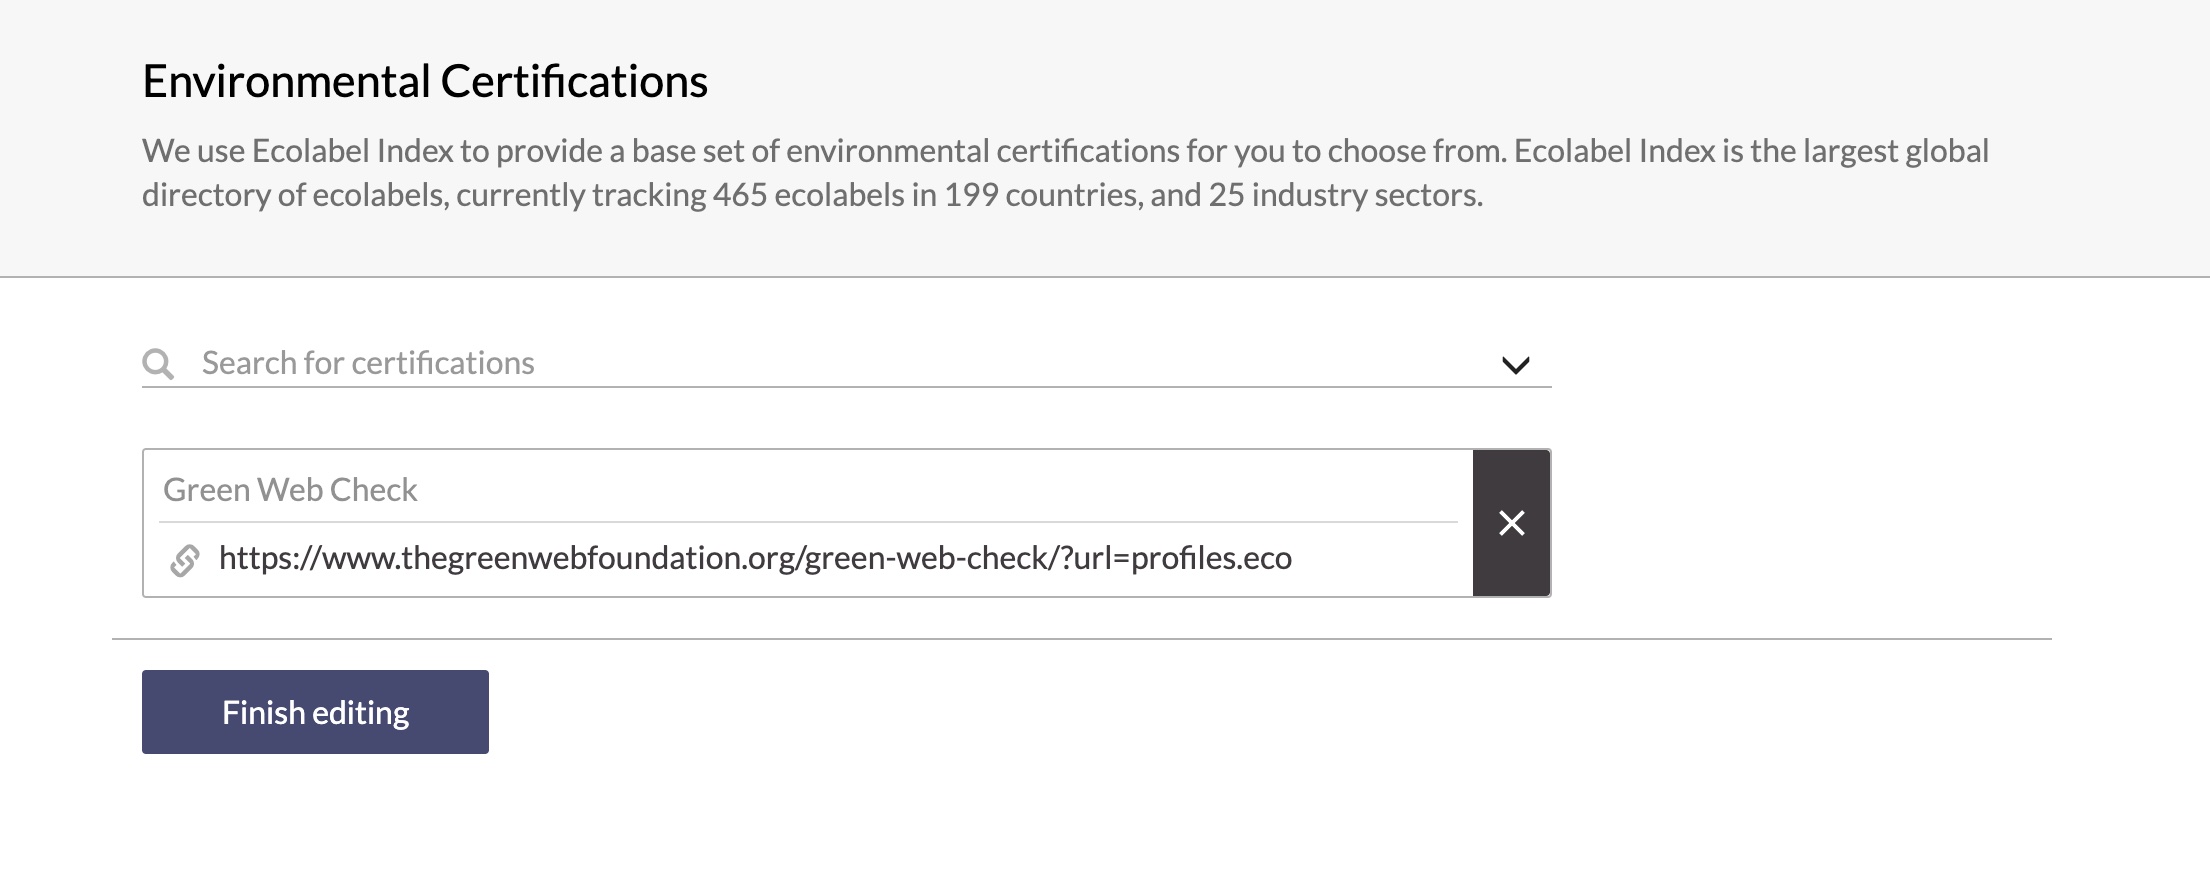 Environmental Certifications
We use Ecolabel Index to provide a base set of environmental certifications for you to choose from. Ecolabel Index is the largest global
directory of ecolabels, currently tracking 465 ecolabels in 199 countries, and 25 industry sectors.
Search for certifications
Green Web Check
https://www.thegreenwebfoundation.org/green-web-check/?url=profiles.eco
Finish editing